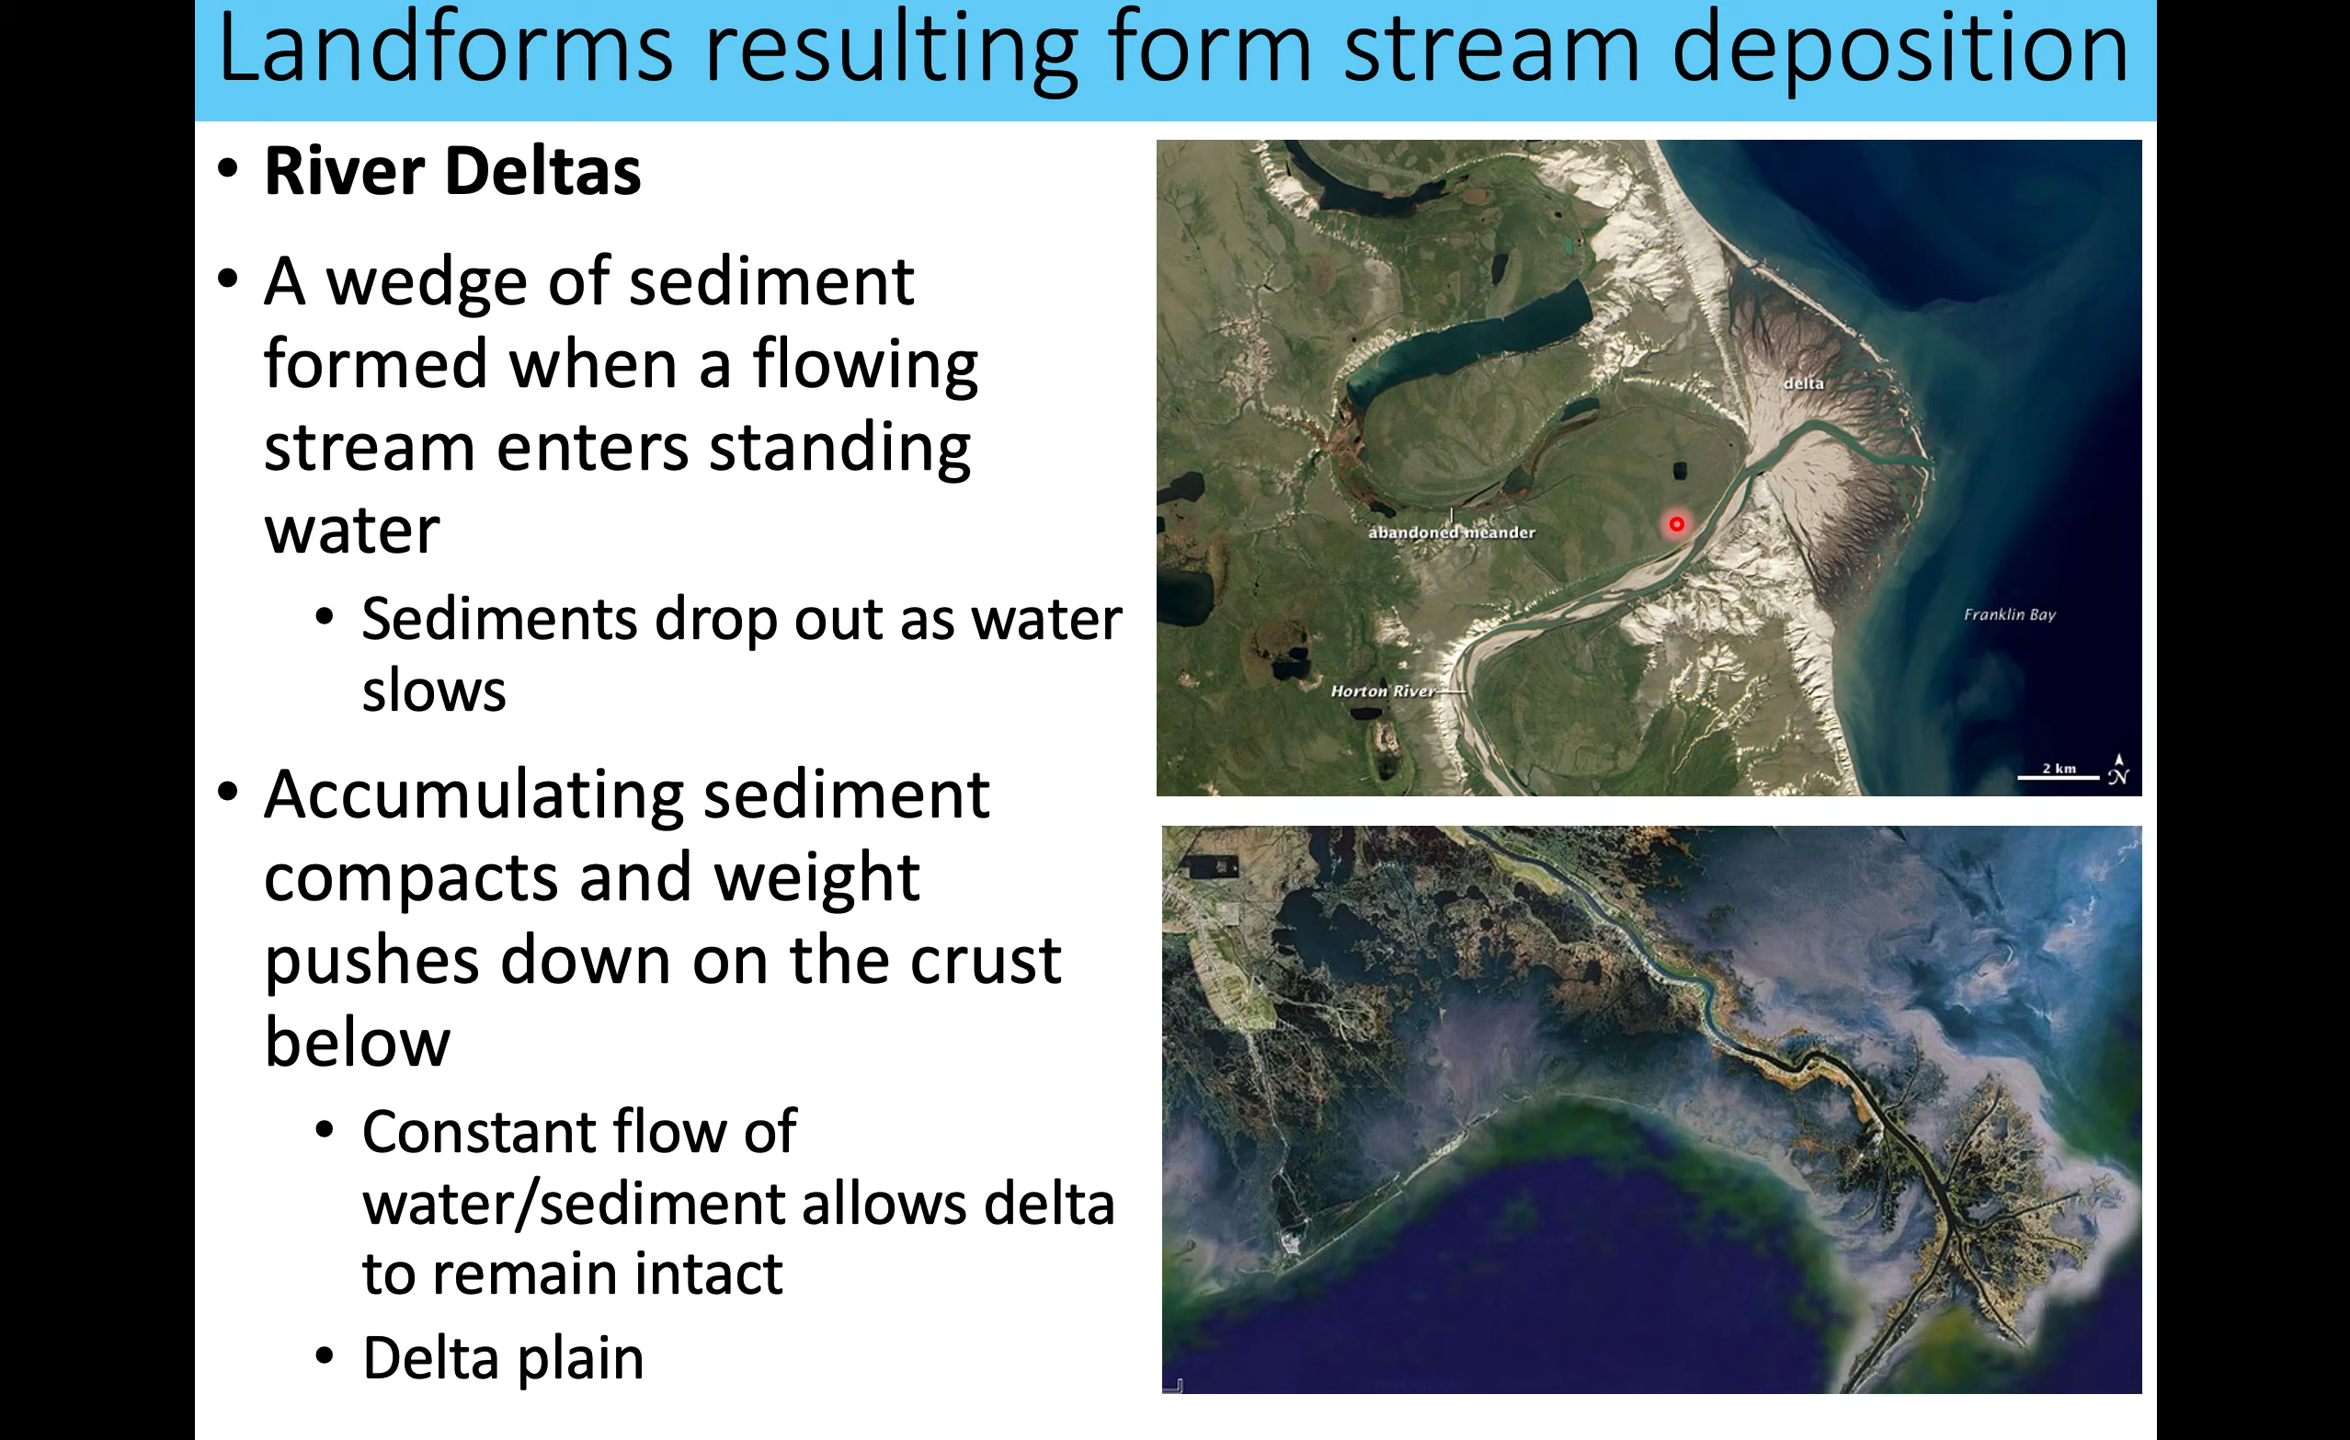 Landforms resulting form stream deposition
• River Deltas
• A wedge of sediment
formed when a flowing
stream enters standing
water
• Sediments drop out as water
slows
• Accumulating sediment
compacts and weight
pushes down on the crust
below
• Constant flow of
water/sediment allows delta
to remain intact
• Delta plain
delta
abandoned meander
Franklin Bay
Horton River
2 km
N